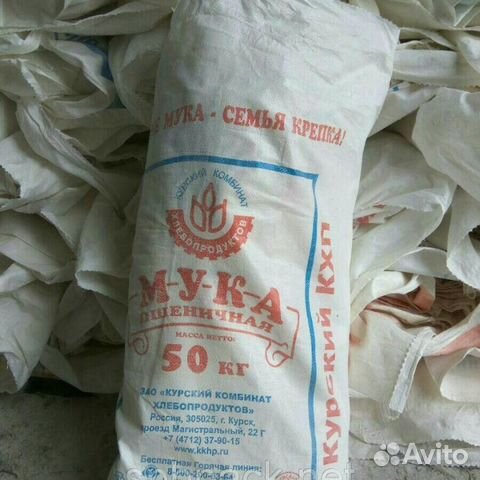 МУКА - СЕМЬЯ КРЕПКА!
КУРСКИЙ КОМБИНАТ
ХЛЕБОПРОДУКТОВ
М-У-К-А
ПШЕНИЧНАЯ
МАССА НЕТТО:
50 КГ
ЗАО «КУРСКИЙ КОМБИНАТ
ХЛЕБОПРОДУКТОВ»
Россия, 305025, г. Курск,
проезд Магистральный, 22 Г
+7 (4712) 37-90-15
www.kkhp.ru
Бесплатная Горячая линия:
Курский КХП
Avito